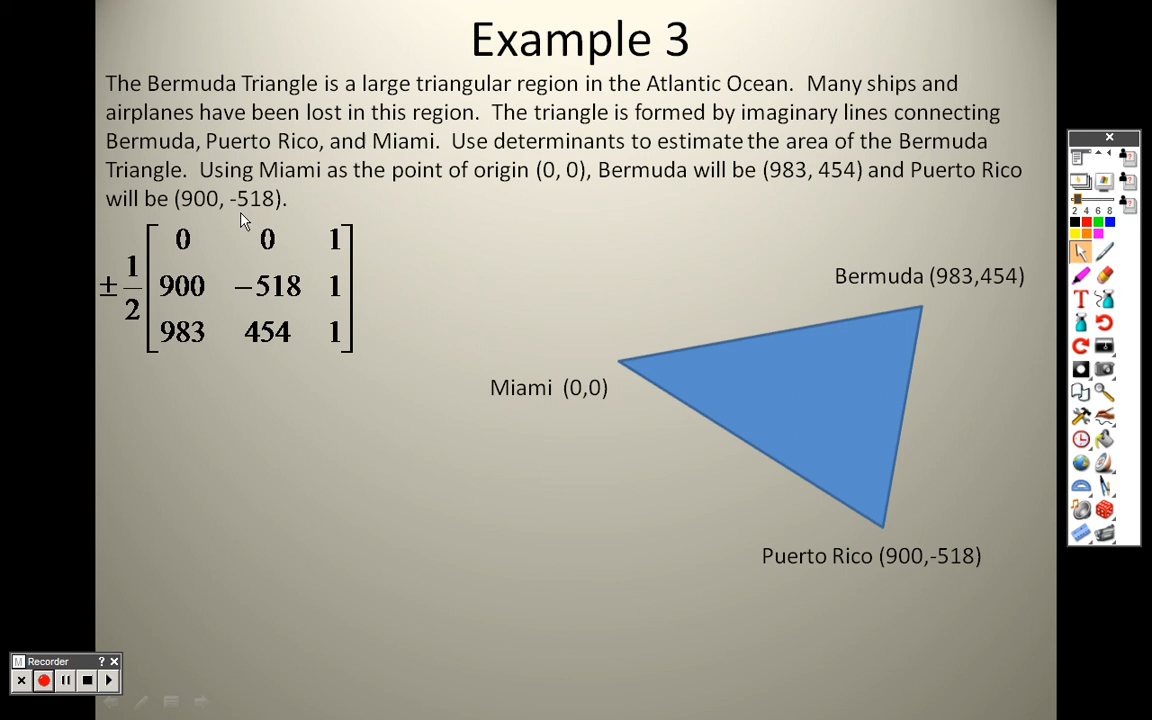 Example 3
The Bermuda Triangle is a large triangular region in the Atlantic Ocean.  Many ships and
airplanes have been lost in this region.  The triangle is formed by imaginary lines connecting
Bermuda, Puerto Rico, and Miami.  Use determinants to estimate the area of the Bermuda
Triangle.  Using Miami as the point of origin (0, 0), Bermuda will be (983, 454) and Puerto Rico
will be (900, -518).
± 1/2 [0 0 1
900 −518 1
983 454 1]
Bermuda (983,454)
Miami (0,0)
Puerto Rico (900,-518)
2 4 6 8
T
M Recorder ? ×